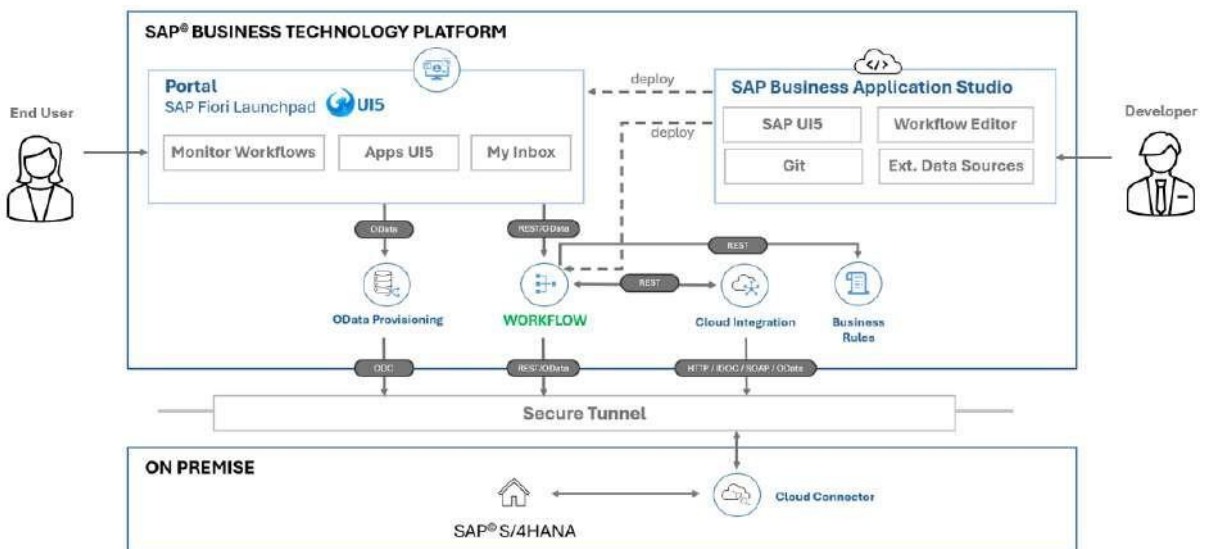 SAP® BUSINESS TECHNOLOGY PLATFORM
Portal
SAP Fiori Launchpad UI5
Monitor Workflows
Apps UI5
My Inbox
deploy
deploy
SAP Business Application Studio
SAP UI5
Workflow Editor
Git
Ext. Data Sources
End User
Developer
OData
REST/OData
REST
REST
OData Provisioning
WORKFLOW
Cloud Integration
Business
Rules
ODC
REST/OData
HTTP / IDOC / SOAP / OData
Secure Tunnel
ON PREMISE
SAP® S/4HANA
Cloud Connector